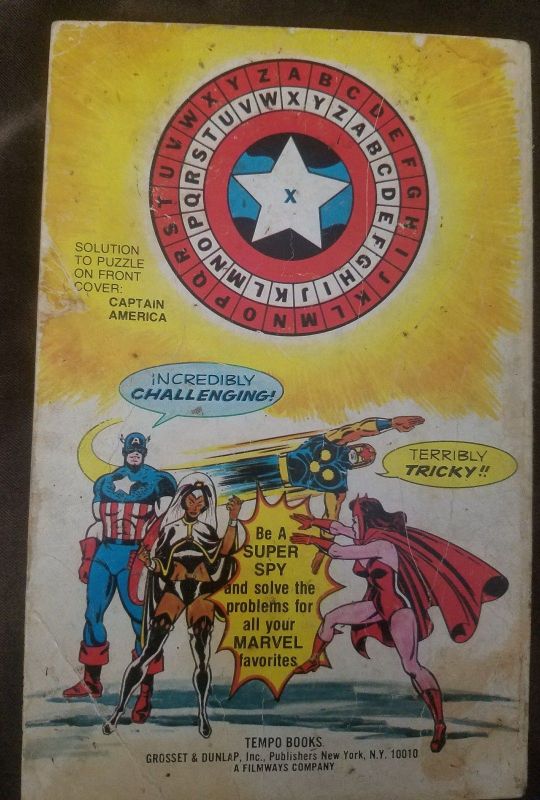 A B C D E F G H I J K L M N O P Q R S T U V W X Y Z
X Y Z A B C D E F G H I J K L M N O P Q R S T U V W
X
SOLUTION
TO PUZZLE
ON FRONT
COVER:
CAPTAIN
AMERICA
INCREDIBLY
CHALLENGING!
A
TERRIBLY
TRICKY!!
Be A
SUPER
SPY
and solve the
problems for
all your
MARVEL
favorites
TEMPO BOOKS
GROSSET & DUNLAP, Inc., Publishers New York, N.Y. 10010
A FILMWAYS COMPANY